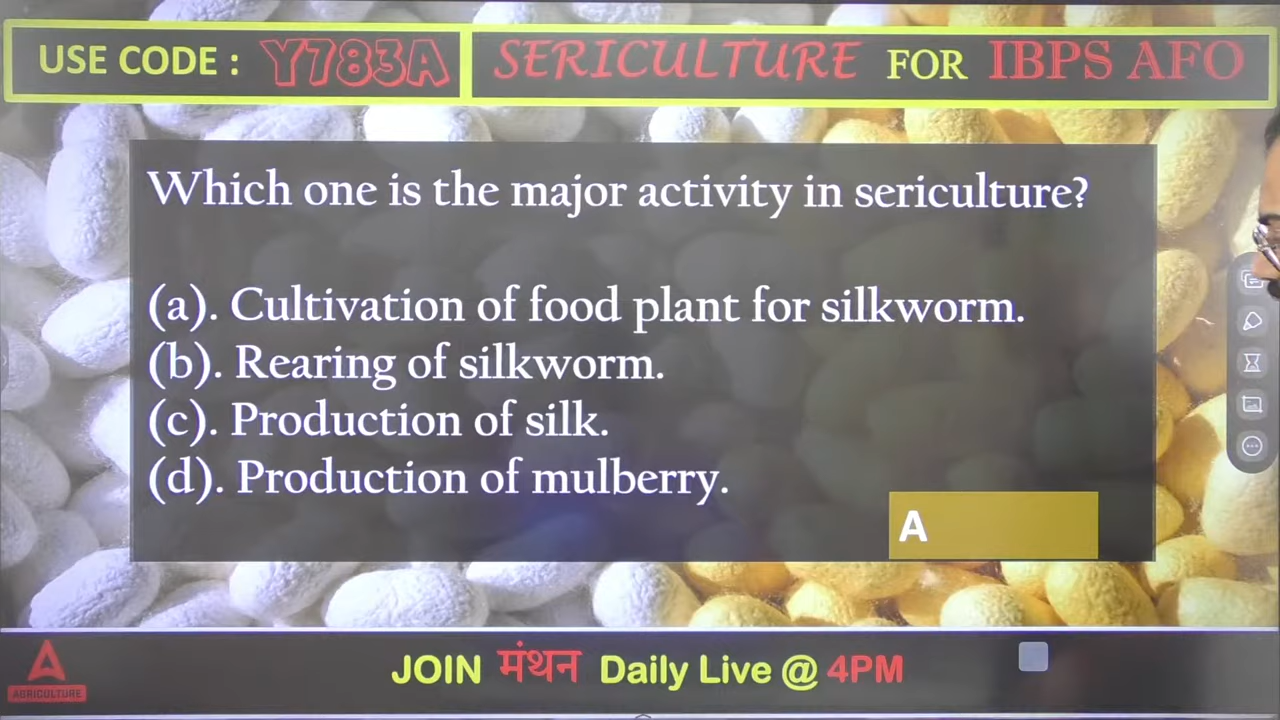 USE CODE : Y783A
SERICULTURE FOR IBPS AFO
Which one is the major activity in sericulture?
(a). Cultivation of food plant for silkworm.
(b). Rearing of silkworm.
(c). Production of silk.
(d). Production of mulberry.
A
A
AGRICULTURE
JOIN मंथन Daily Live @ 4PM